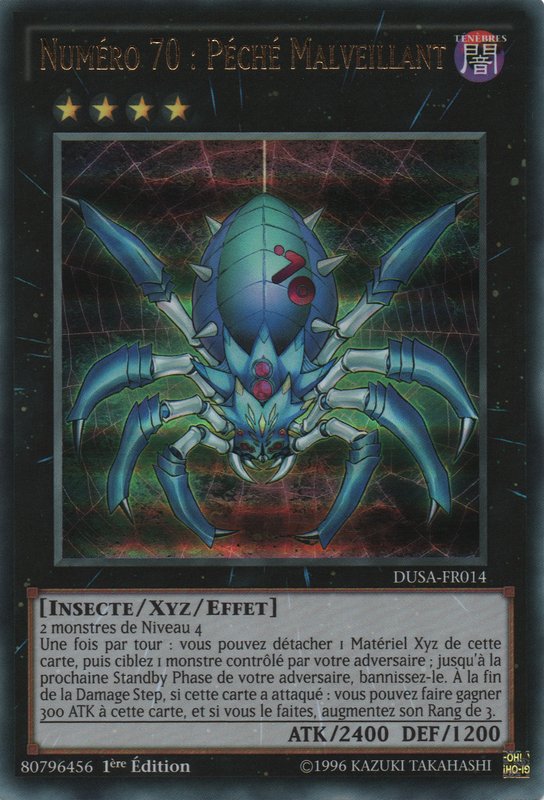 Numéro 70 : Péché Malveillant
TENÈBRES
闇
70
DUSA-FR014
[Insecte/Xyz/Effet]
2 monstres de Niveau 4
Une fois par tour : vous pouvez détacher 1 Matériel Xyz de cette
carte, puis ciblez 1 monstre contrôlé par votre adversaire ; jusqu'à la
prochaine Standby Phase de votre adversaire, bannissez-le. À la fin
de la Damage Step, si cette carte a attaqué : vous pouvez faire gagner
300 ATK à cette carte, et si vous le faites, augmentez son Rang de 3.
ATK/2400 DEF/1200
80796456 1ère Édition ©1996 KAZUKI TAKAHASHI